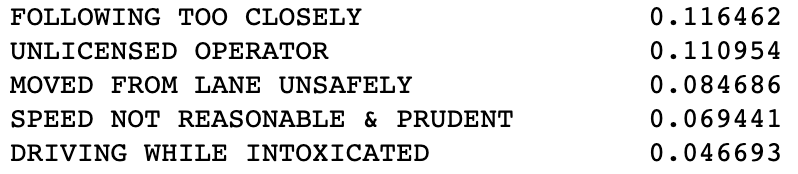 FOLLOWING TOO CLOSELY 0.116462
UNLICENSED OPERATOR 0.110954
MOVED FROM LANE UNSAFELY 0.084686
SPEED NOT REASONABLE & PRUDENT 0.069441
DRIVING WHILE INTOXICATED 0.046693